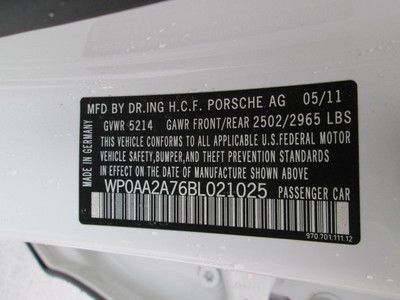 MFD BY DR.ING H.C.F. PORSCHE AG 05/11
GVWR 5214 GAWR FRONT/REAR 2502/2965 LBS
THIS VEHICLE CONFORMS TO ALL APPLICABLE U.S.FEDERAL MOTOR
VEHICLE SAFETY,BUMPER,AND THEFT PREVENTION STANDARDS
IN EFFECT ON THE DATE OF MANUFACTURE SHOWN ABOVE.
WP0AA2A76BL021025 PASSENGER CAR
MADE IN GERMANY
970.701.111.12